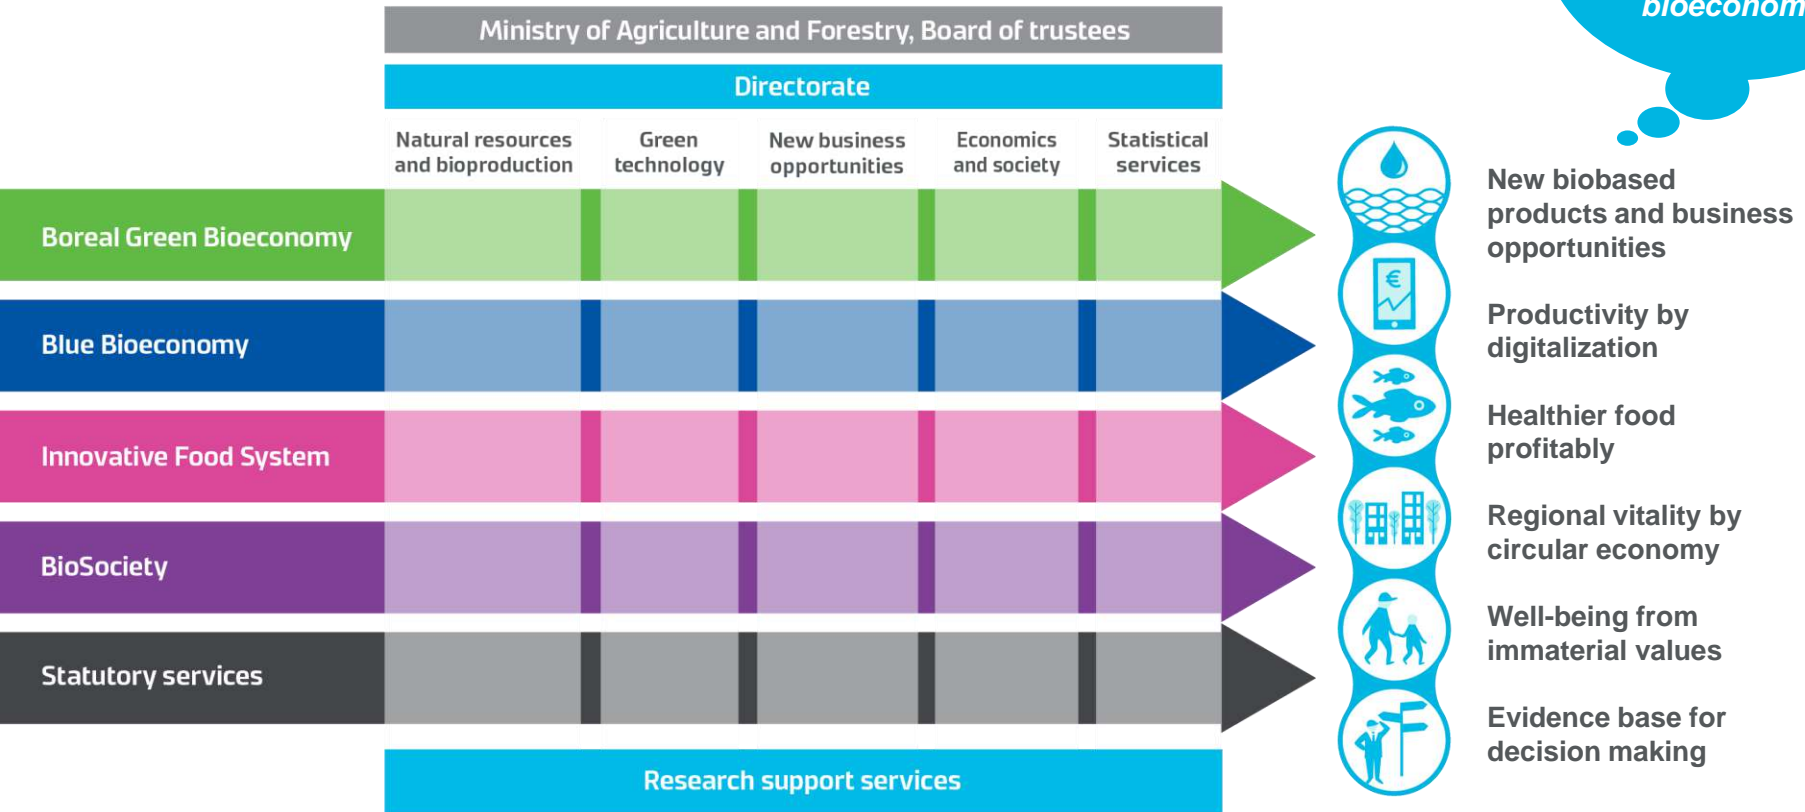 bioeconom
Ministry of Agriculture and Forestry, Board of trustees
Directorate
Natural resources
and bioproduction
Green
technology
New business
opportunities
Economics
and society
Statistical
services
Boreal Green Bioeconomy
Blue Bioeconomy
Innovative Food System
BioSociety
Statutory services
Research support services
€
New biobased
products and business
opportunities
Productivity by
digitalization
Healthier food
profitably
Regional vitality by
circular economy
Well-being from
immaterial values
Evidence base for
decision making